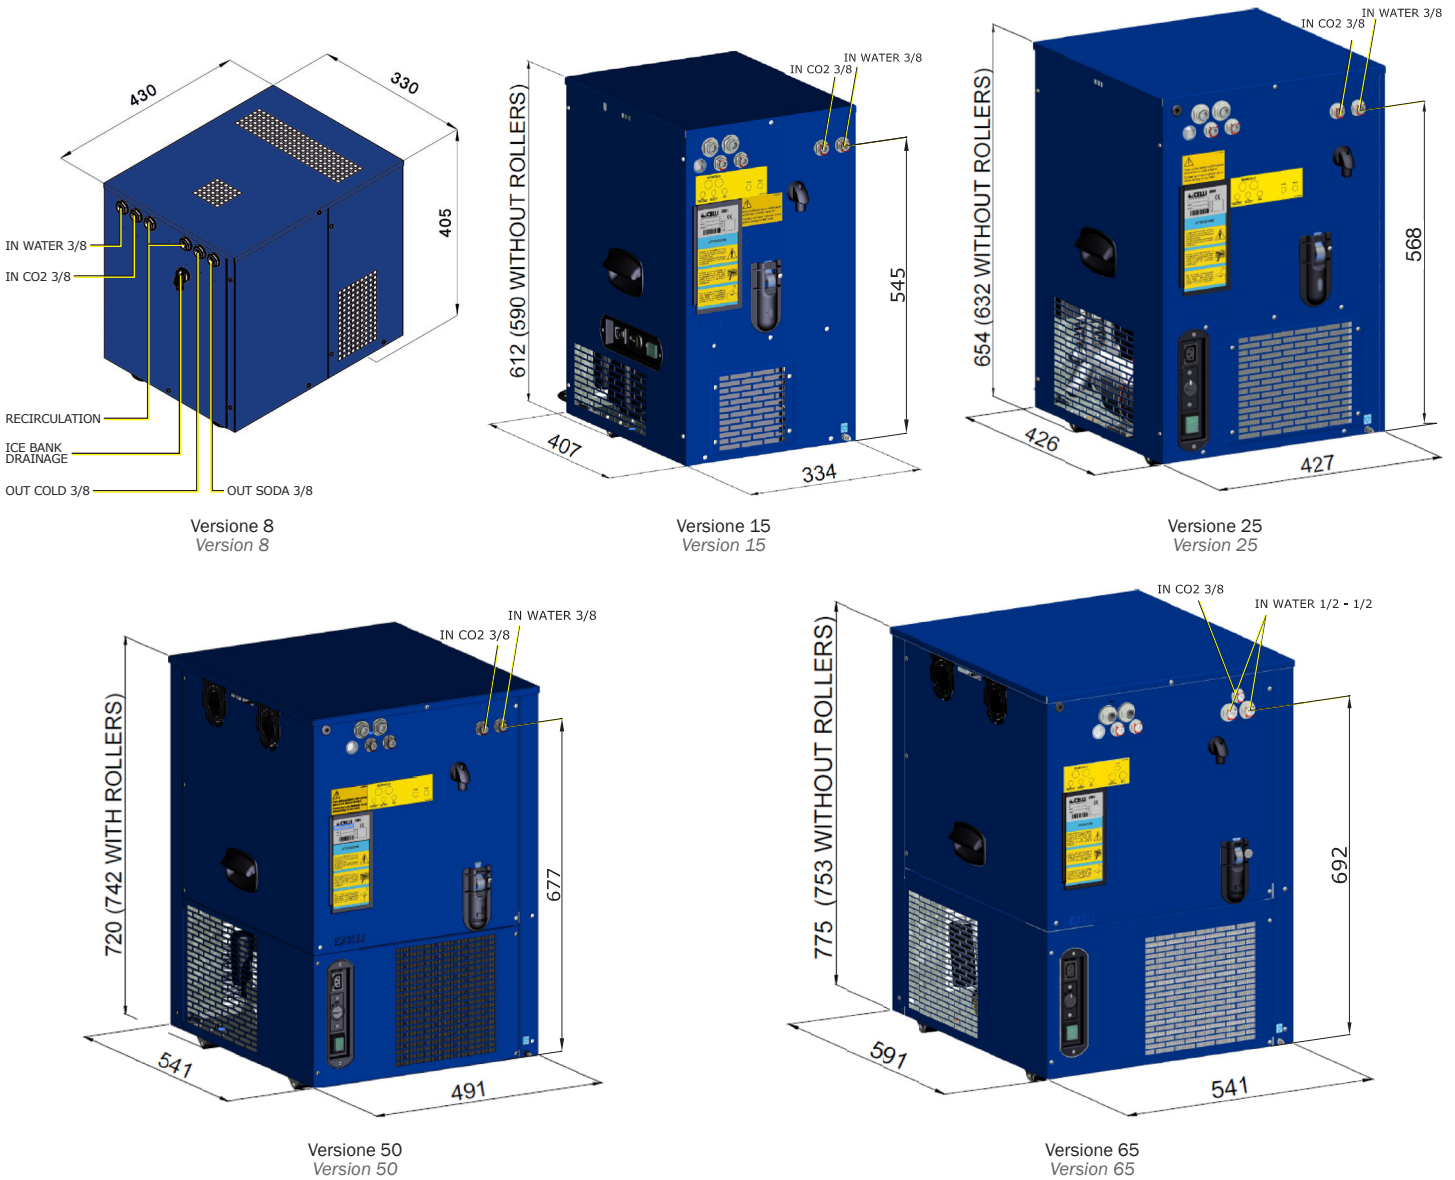 430
330
405
IN WATER 3/8
IN CO2 3/8
RECIRCULATION
ICE BANK
DRAINAGE
OUT COLD 3/8
OUT SODA 3/8
Versione 8
Version 8
612 (590 WITHOUT ROLLERS)
IN CO2 3/8
IN WATER 3/8
545
407
334
CELLI
Versione 15
Version 15
654 (632 WITHOUT ROLLERS)
IN CO2 3/8
IN WATER 3/8
568
426
427
CELLI
Versione 25
Version 25
720 (742 WITH ROLLERS)
IN CO2 3/8
IN WATER 3/8
677
541
491
CELLI
Versione 50
Version 50
775 (753 WITHOUT ROLLERS)
IN CO2 3/8
IN WATER 1/2 - 1/2
692
591
541
CELLI
Versione 65
Version 65